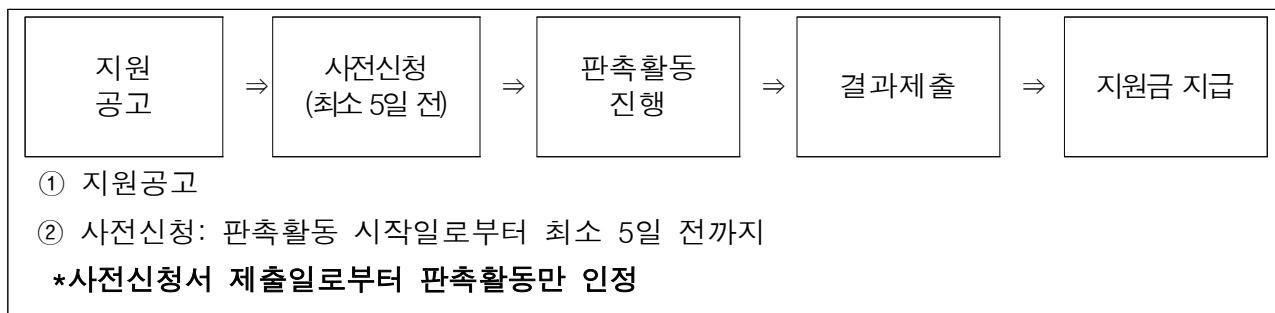 지원
공고
⇒
사전신청
(최소 5일 전)
⇒
판촉활동
진행
⇒
결과제출
⇒
지원금 지급
① 지원공고
② 사전신청: 판촉활동 시작일로부터 최소 5일 전까지
*사전신청서 제출일로부터 판촉활동만 인정